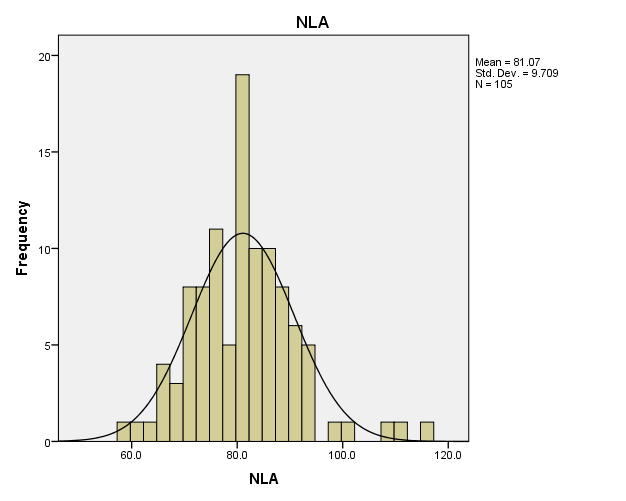 NLA
Mean = 81.07
Std. Dev. = 9.709
N = 105
Frequency
20
15
10
5
0
60.0 80.0 100.0 120.0
NLA